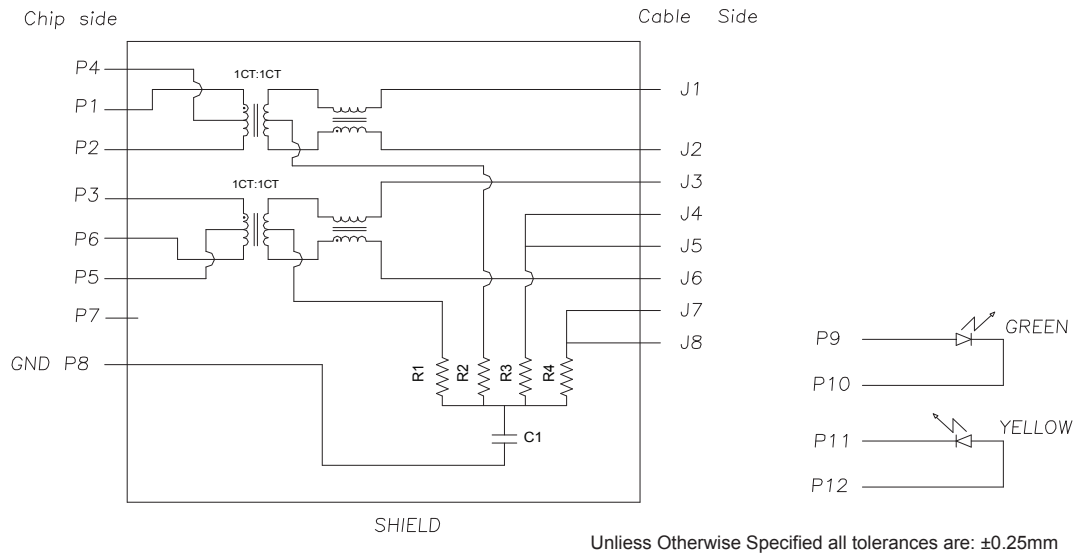 Chip side
Cable Side
P4
1CT:1CT
J1
P1
P2
J2
P3
1CT:1CT
J3
J4
P6
J5
P5
J6
P7
J7
J8
GND P8
R1
R2
R3
R4
C1
SHIELD
P9
GREEN
P10
P11
YELLOW
P12
Unliess Otherwise Specified all tolerances are: ±0.25mm